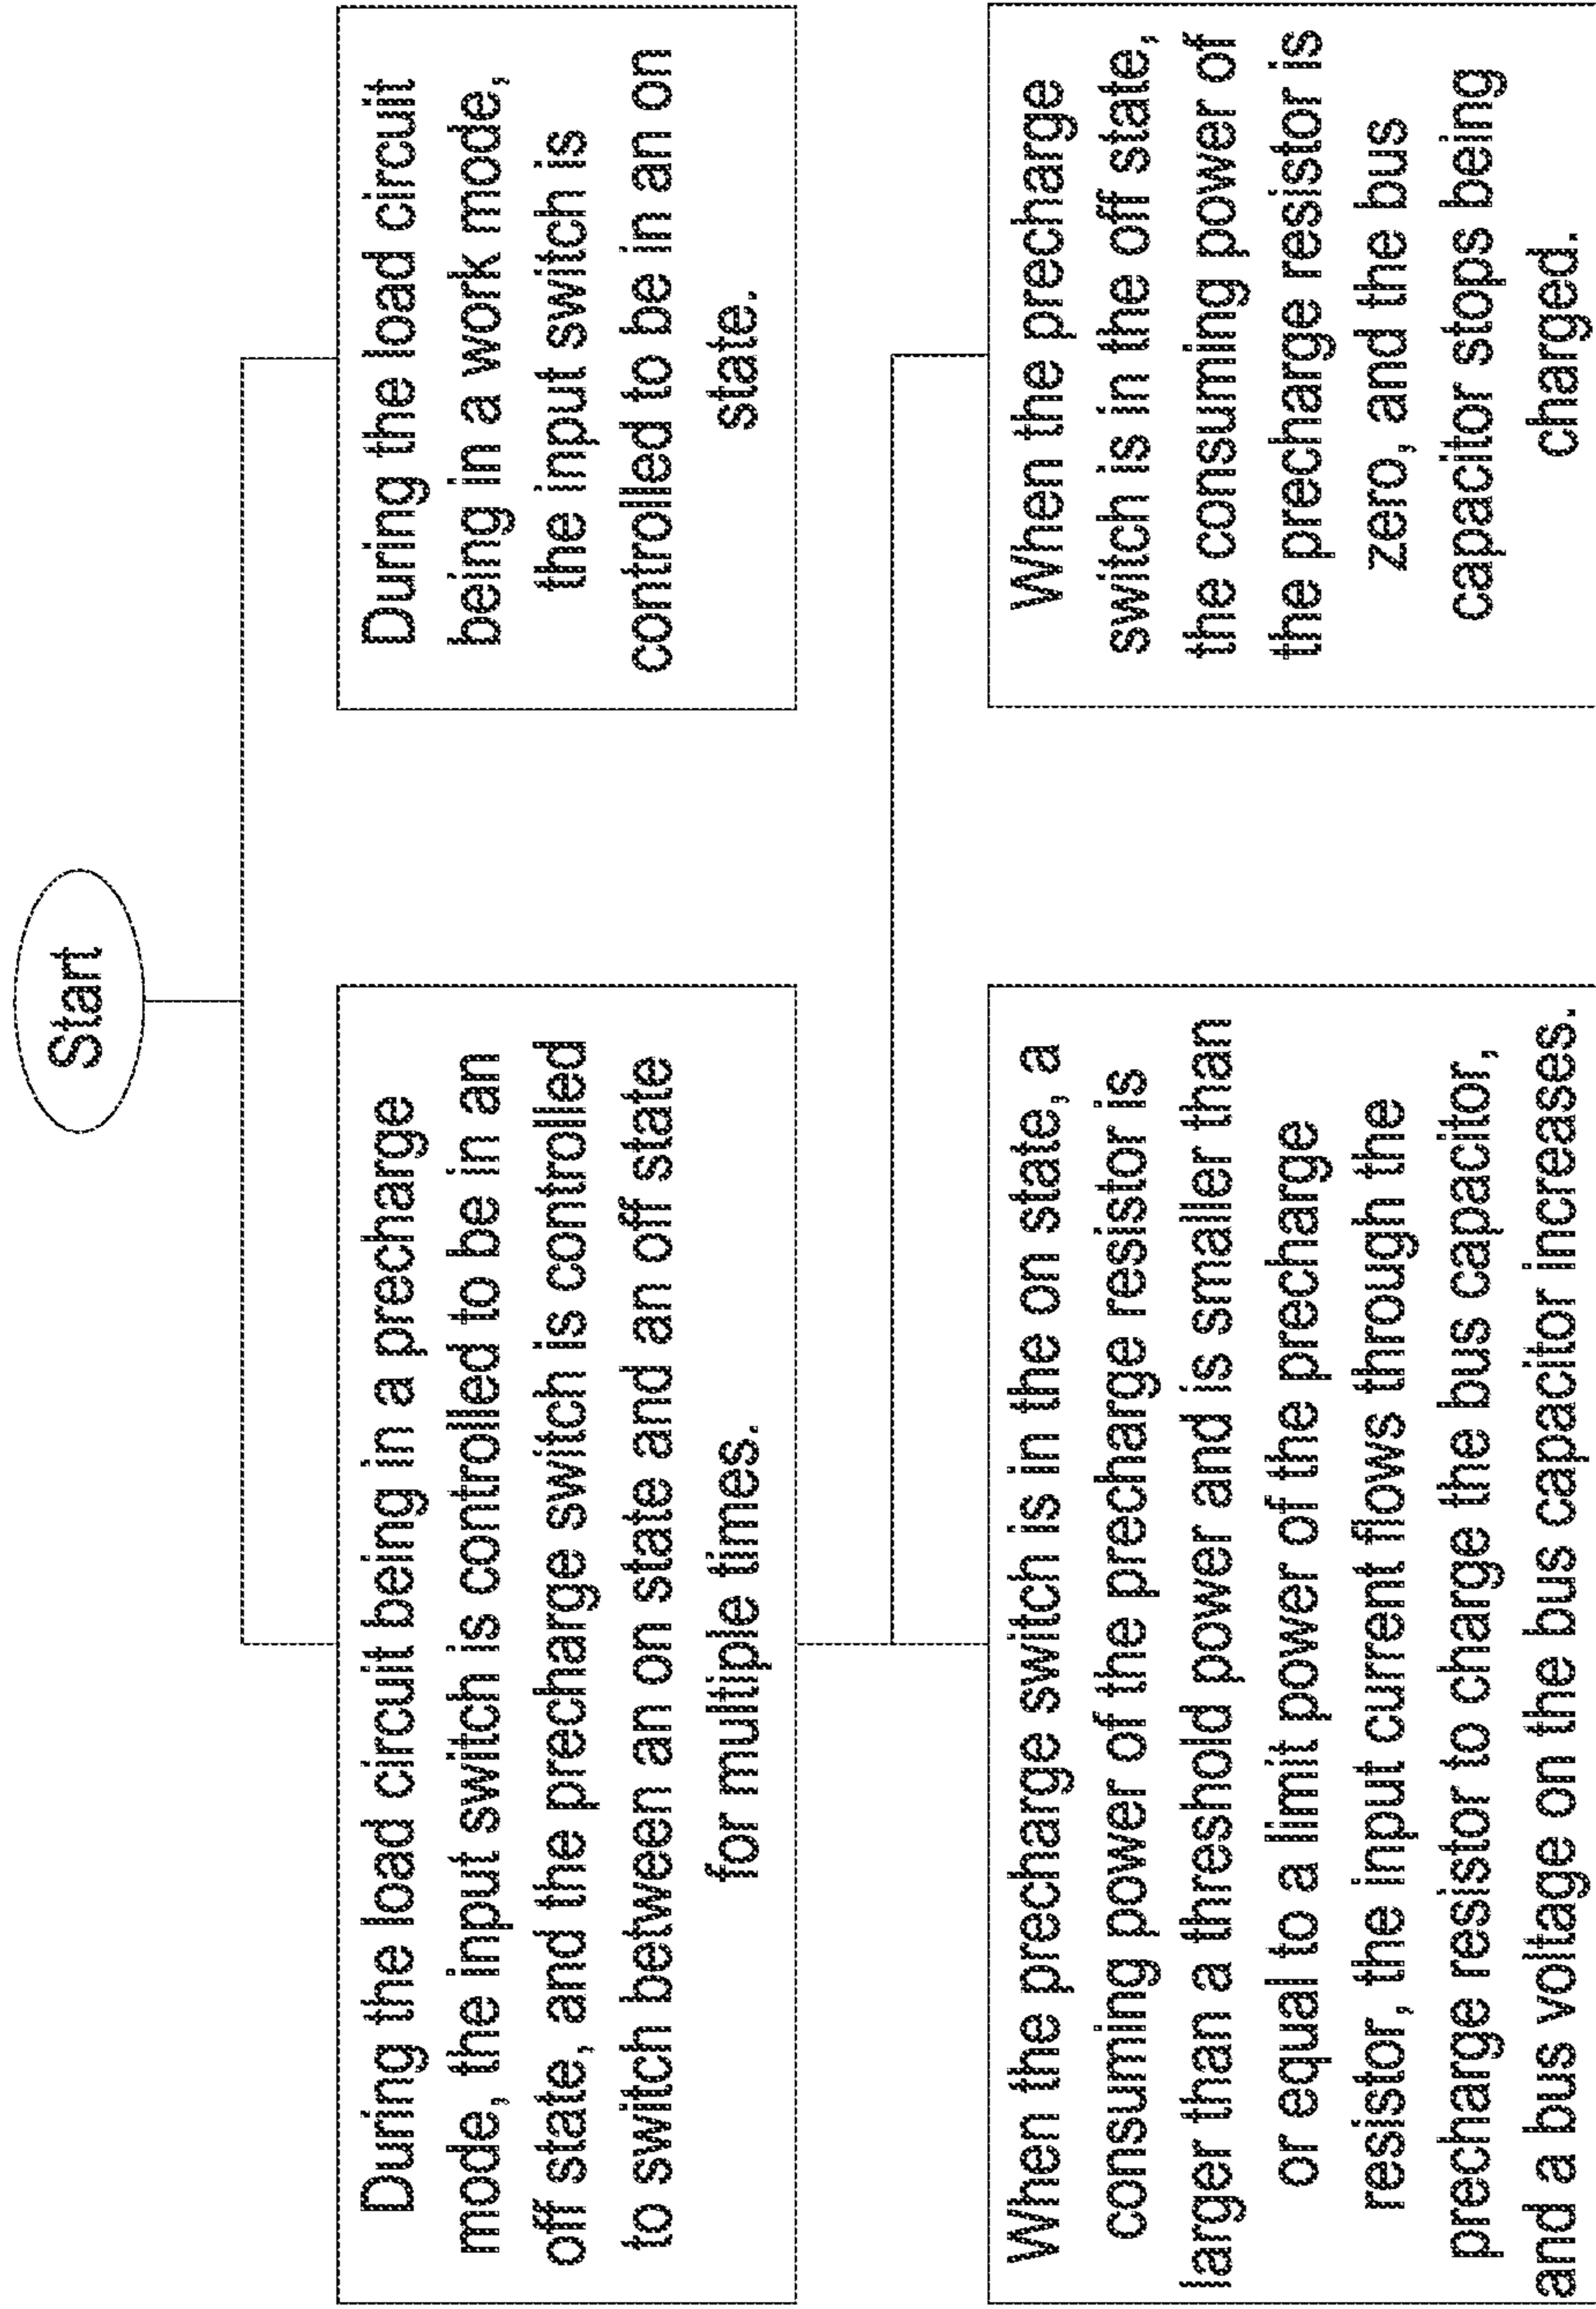 Start
During the load circuit being in a precharge
mode, the input switch is controlled to be in an
off state, and the precharge switch is controlled
to switch between an on state and an off state
for multiple times.
During the load circuit
being in a work mode,
the input switch is
controlled to be in an on
state.
When the precharge switch is in the on state, a
consuming power of the precharge resistor is
larger than a threshold power and is smaller than
or equal to a limit power of the precharge
resistor, the input current flows through the
precharge resistor to charge the bus capacitor,
and a bus voltage on the bus capacitor increases.
When the precharge
switch is in the off state,
the consuming power of
the precharge resistor is
zero, and the bus
capacitor stops being
charged.